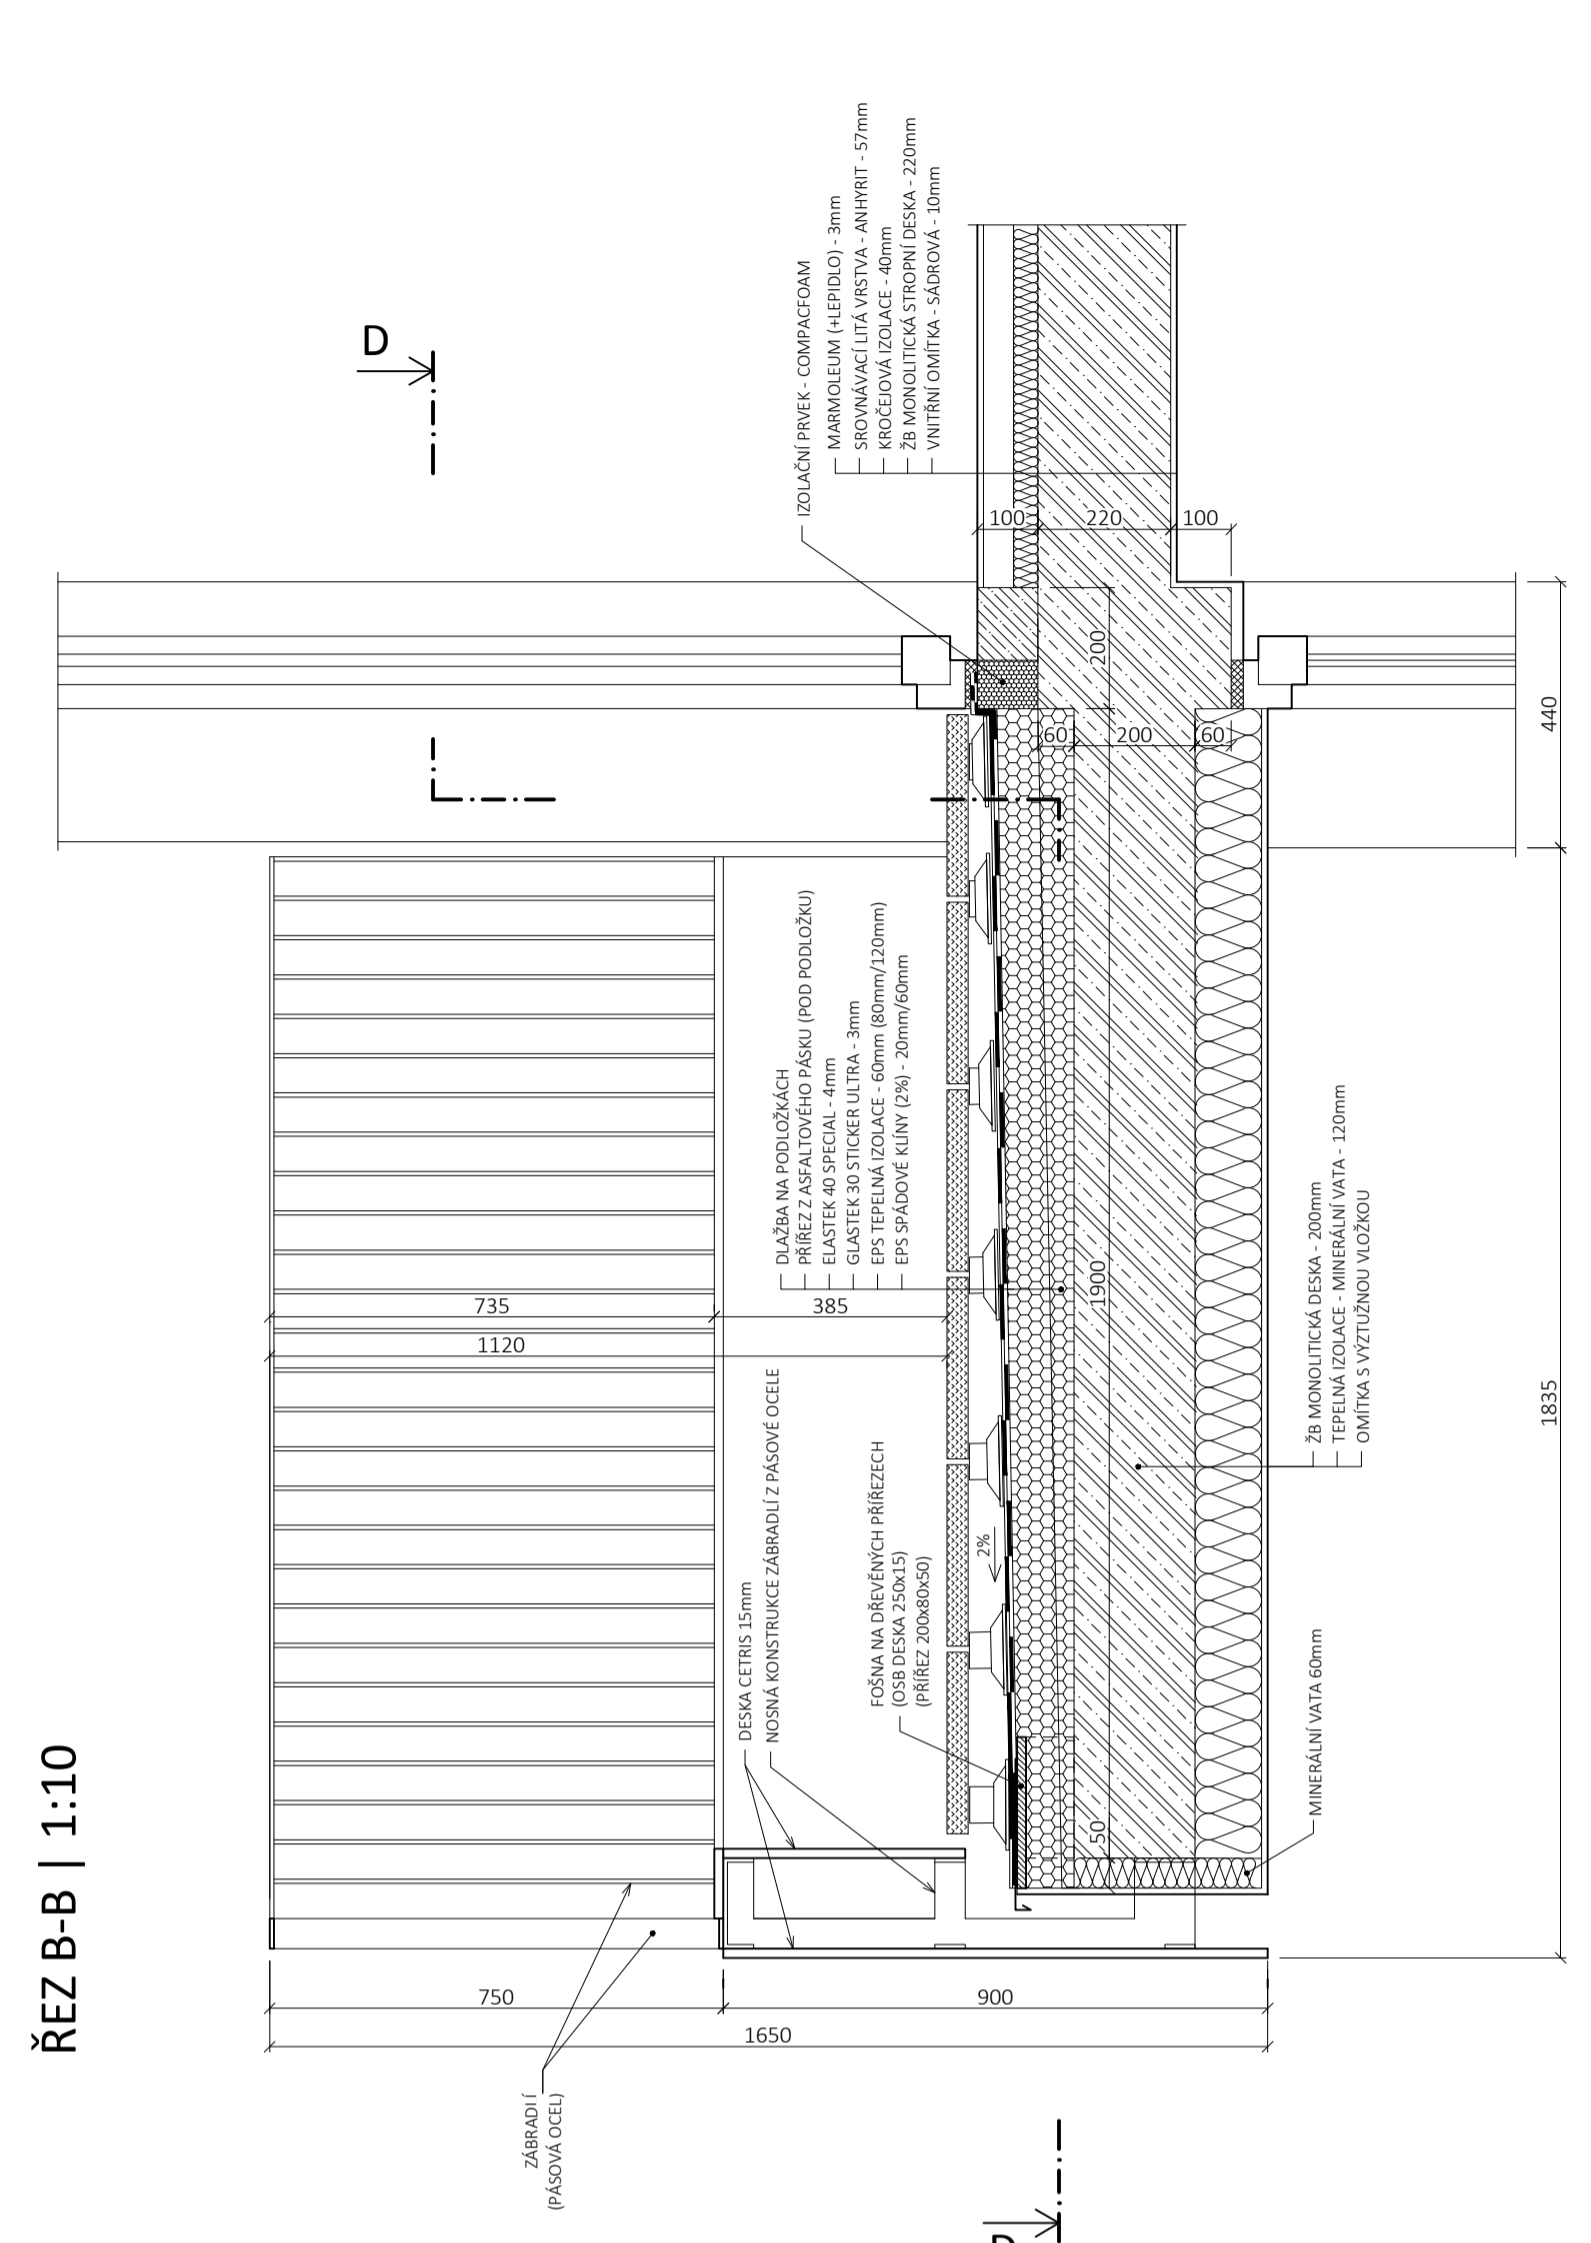 ŘEZ B-B | 1:10
D
IZOLAČNÍ PRVEK - COMPACFOAM
MARMOLEUM (+LEPIDLO) - 3mm
SROVNÁVACÍ LITÁ VRSTVA - ANHYRIT - 57mm
KROČEJOVÁ IZOLACE - 40mm
ŽB MONOLITICKÁ STROPNÍ DESKA - 220mm
VNITŘNÍ OMÍTKA - SÁDROVÁ - 10mm
100
220
100
200
60
200
60
440
1835
735
385
1120
DLAŽBA NA PODLOŽKÁCH
PŘÍŘEZ Z ASFALTOVÉHO PÁSKU (POD PODLOŽKU)
ELASTEK 40 SPECIAL - 4mm
GLASTEK 30 STICKER ULTRA - 3mm
EPS TEPELNÁ IZOLACE - 60mm (80mm/120mm)
EPS SPÁDOVÉ KLÍNY (2%) - 20mm/60mm
1900
DESKA CETRIS 15mm
NOSNÁ KONSTRUKCE ZÁBRADLÍ Z PÁSOVÉ OCELE
FOŠNA NA DŘEVĚNÝCH PŘÍŘEZECH
(OSB DESKA 250x15)
(PŘÍŘEZ 200x80x50)
2%
50
ŽB MONOLITICKÁ DESKA - 200mm
TEPELNÁ IZOLACE - MINERÁLNÍ VATA - 120mm
OMÍTKA S VÝZTUŽNOU VLOŽKOU
MINERÁLNÍ VATA 60mm
750
900
1650
ZÁBRADLÍ
(PÁSOVÁ OCEL)